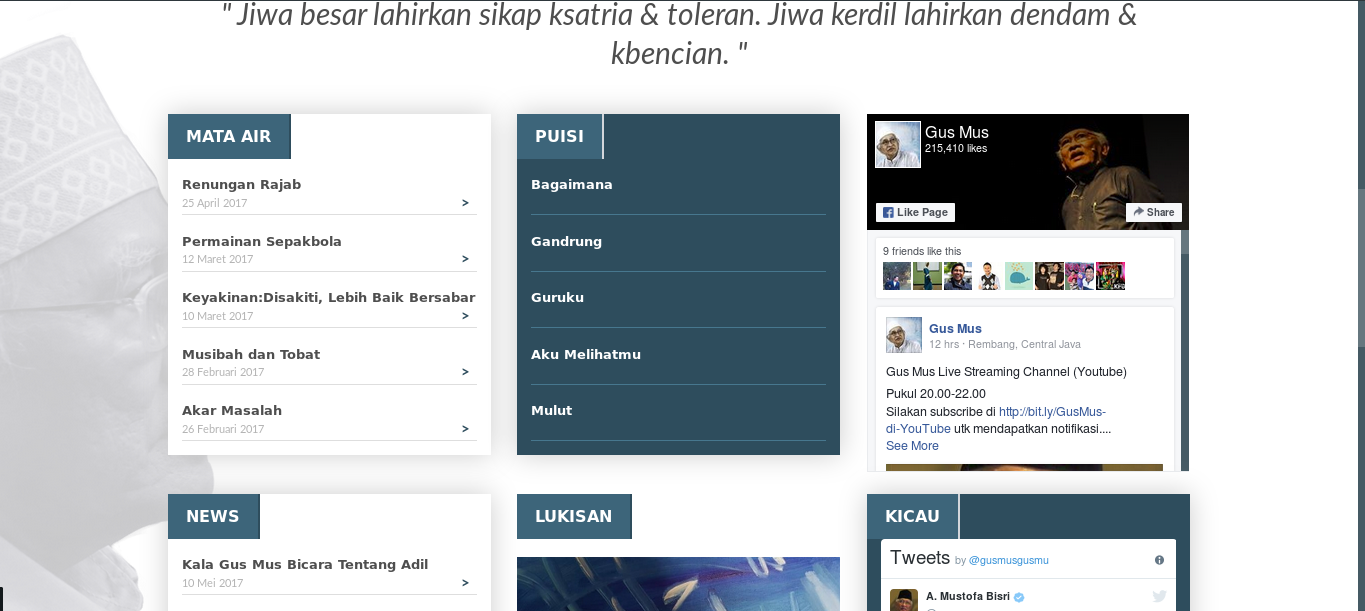 " Jiwa besar lahirkan sikap ksatria & toleran. Jiwa kerdil lahirkan dendam &
kbencian. "
MATA AIR
Renungan Rajab
25 April 2017
>
Permainan Sepakbola
12 Maret 2017
>
Keyakinan:Disakiti, Lebih Baik Bersabar
10 Maret 2017
>
Musibah dan Tobat
28 Februari 2017
>
Akar Masalah
26 Februari 2017
>
PUISI
Bagaimana
Gandrung
Guruku
Aku Melihatmu
Mulut
Gus Mus
215,410 likes
Like Page
Share
9 friends like this
Gus Mus
12 hrs · Rembang, Central Java
Gus Mus Live Streaming Channel (Youtube)
Pukul 20.00-22.00
Silakan subscribe di http://bit.ly/GusMus-
di-YouTube utk mendapatkan notifikasi....
See More
NEWS
Kala Gus Mus Bicara Tentang Adil
10 Mei 2017
>
LUKISAN
KICAU
Tweets by @gusmusgusmu
A. Mustofa Bisri